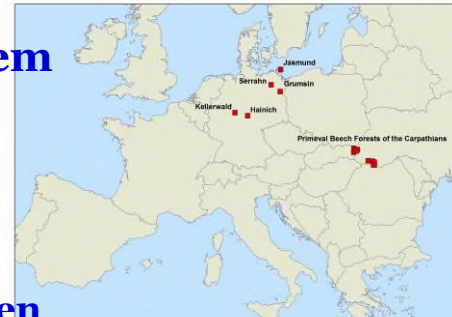 em
Jasmund
Serrahn
Grumsin
Kellerwald
Hainich
Primeval Beech Forests of the Carpathians
en